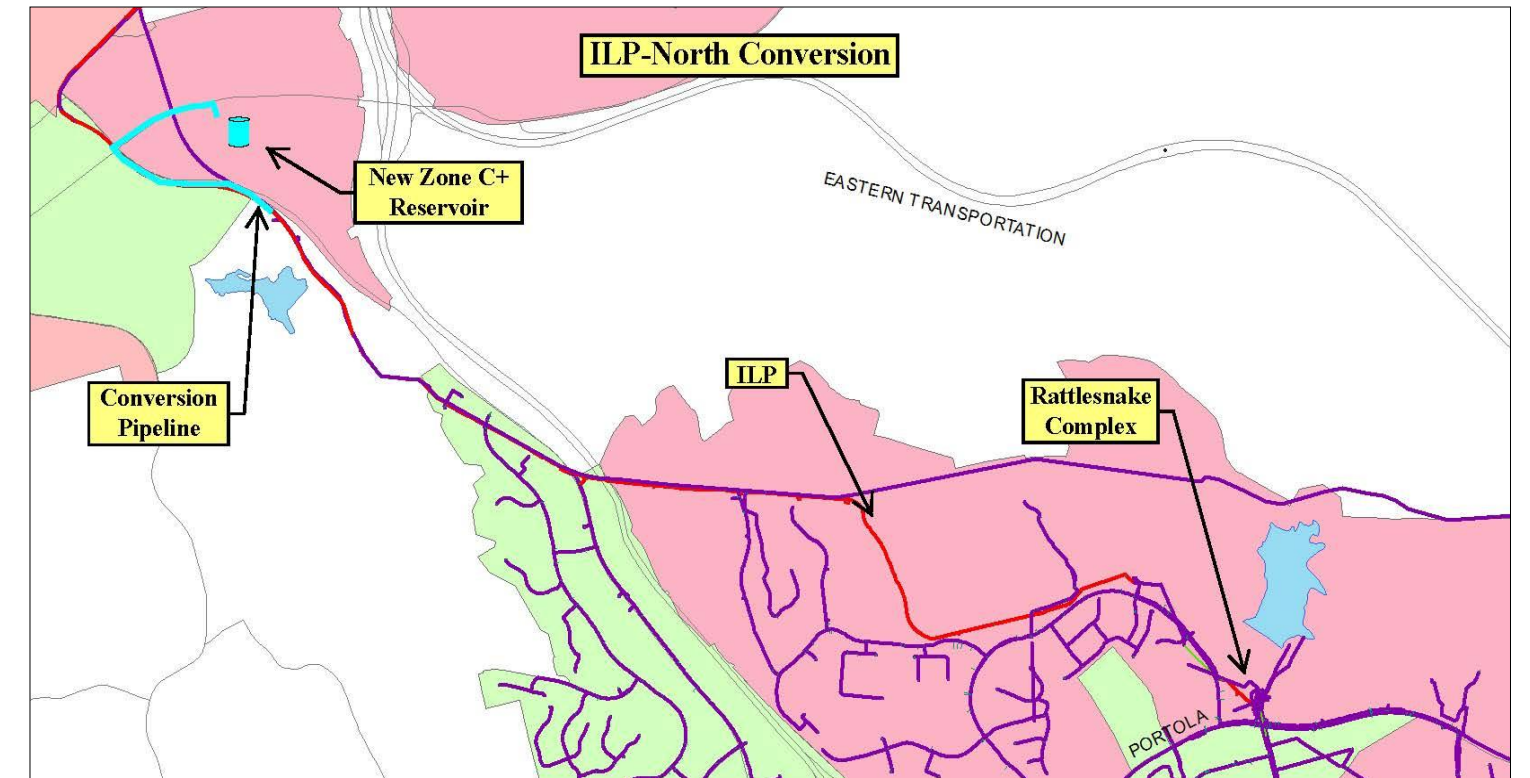 ILP-North Conversion
New Zone C+
Reservoir
EASTERN TRANSPORTATION
ILP
Conversion
Pipeline
Rattlesnake
Complex
PORTOLA